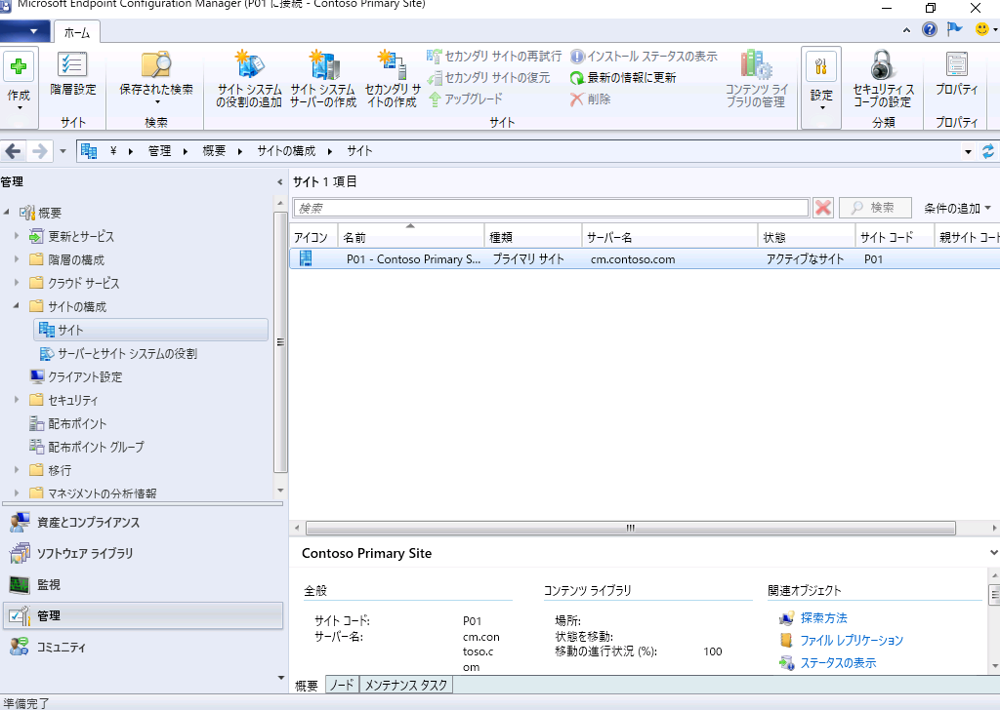 Microsoft Endpoint Configuration Manager (P01 に接続 - Contoso Primary Site)
ホーム
作成
階層設定
サイト
保存された検索
検索
サイト システム
の役割の追加
サイト システム
サーバーの作成
セカンダリ サ
イトの作成
セカンダリ サイトの再試行
セカンダリ サイトの復元
アップグレード
インストール ステータスの表示
最新の情報に更新
削除
コンテンツ ライ
ブラリの管理
サイト
設定
セキュリティ ス
コープの設定
分類
プロパティ
プロパティ
¥ 管理 概要 サイトの構成 サイト
管理
概要
更新とサービス
階層の構成
クラウド サービス
サイトの構成
サイト
サーバーとサイト システムの役割
クライアント設定
セキュリティ
配布ポイント
配布ポイント グループ
移行
マネジメントの分析情報
資産とコンプライアンス
ソフトウェア ライブラリ
監視
管理
コミュニティ
サイト 1 項目
検索 検索 条件の追加
アイコン 名前 種類 サーバー名 状態 サイト コード 親サイト コー
P01 - Contoso Primary S... プライマリ サイト cm.contoso.com アクティブなサイト P01
Contoso Primary Site
全般
サイト コード: P01
サーバー名: cm.con
toso.c
om
コンテンツ ライブラリ
場所:
状態を移動:
移動の進行状況 (%): 100
関連オブジェクト
探索方法
ファイル レプリケーション
ステータスの表示
概要 ノード メンテナンス タスク
準備完了